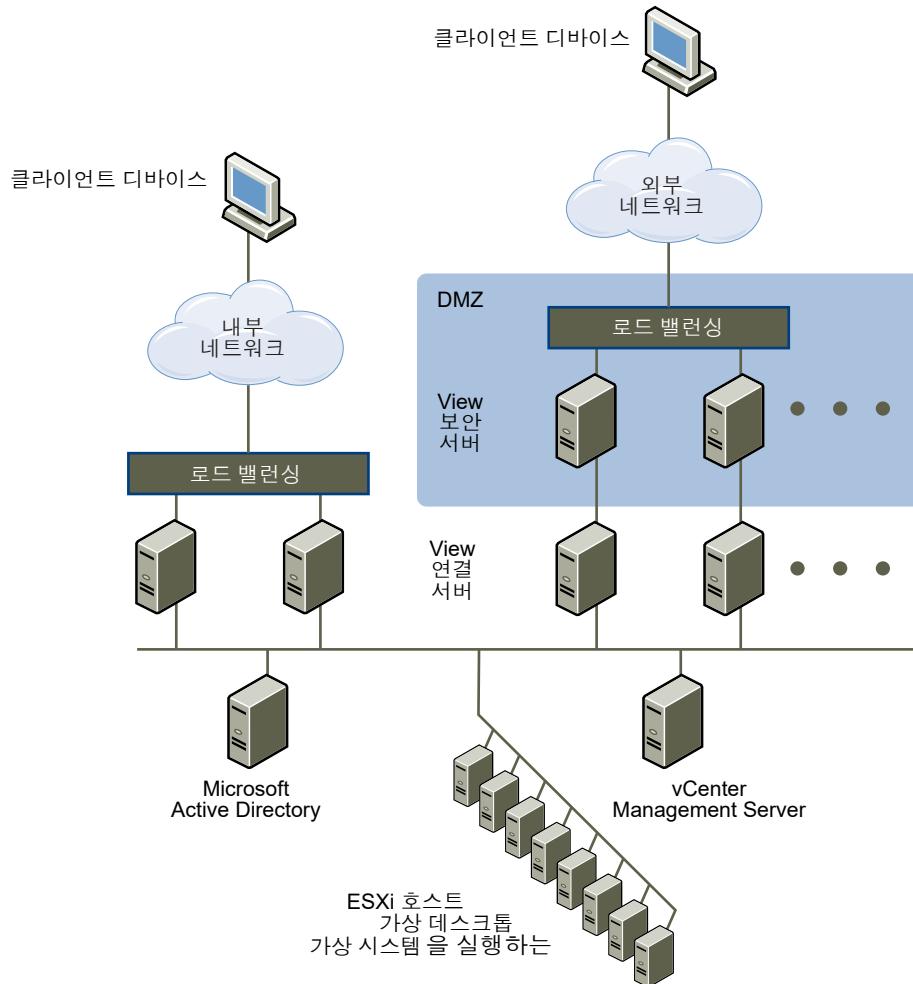 클라이언트 디바이스
클라이언트 디바이스
외부
네트워크
내부
네트워크
DMZ
로드 밸런싱
View
보안
서버
로드 밸런싱
View
연결
서버
Microsoft
Active Directory
vCenter
Management Server
ESXi 호스트
가상 데스크톱
가상 시스템 을 실행하는